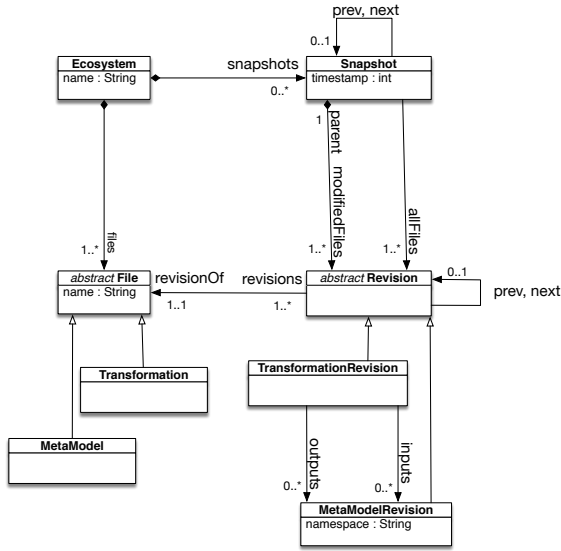 prev, next
0..1
Ecosystem
name : String
snapshots
0..*
Snapshot
timestamp : int
1
parent
modifiedFiles
1..*
allFiles
1..*
files
1..*
abstract File
name : String
revisionOf
1..1
revisions
1..*
abstract Revision
0..1
prev, next
Transformation
TransformationRevision
MetaModel
outputs
0..*
inputs
0..*
MetaModelRevision
namespace : String